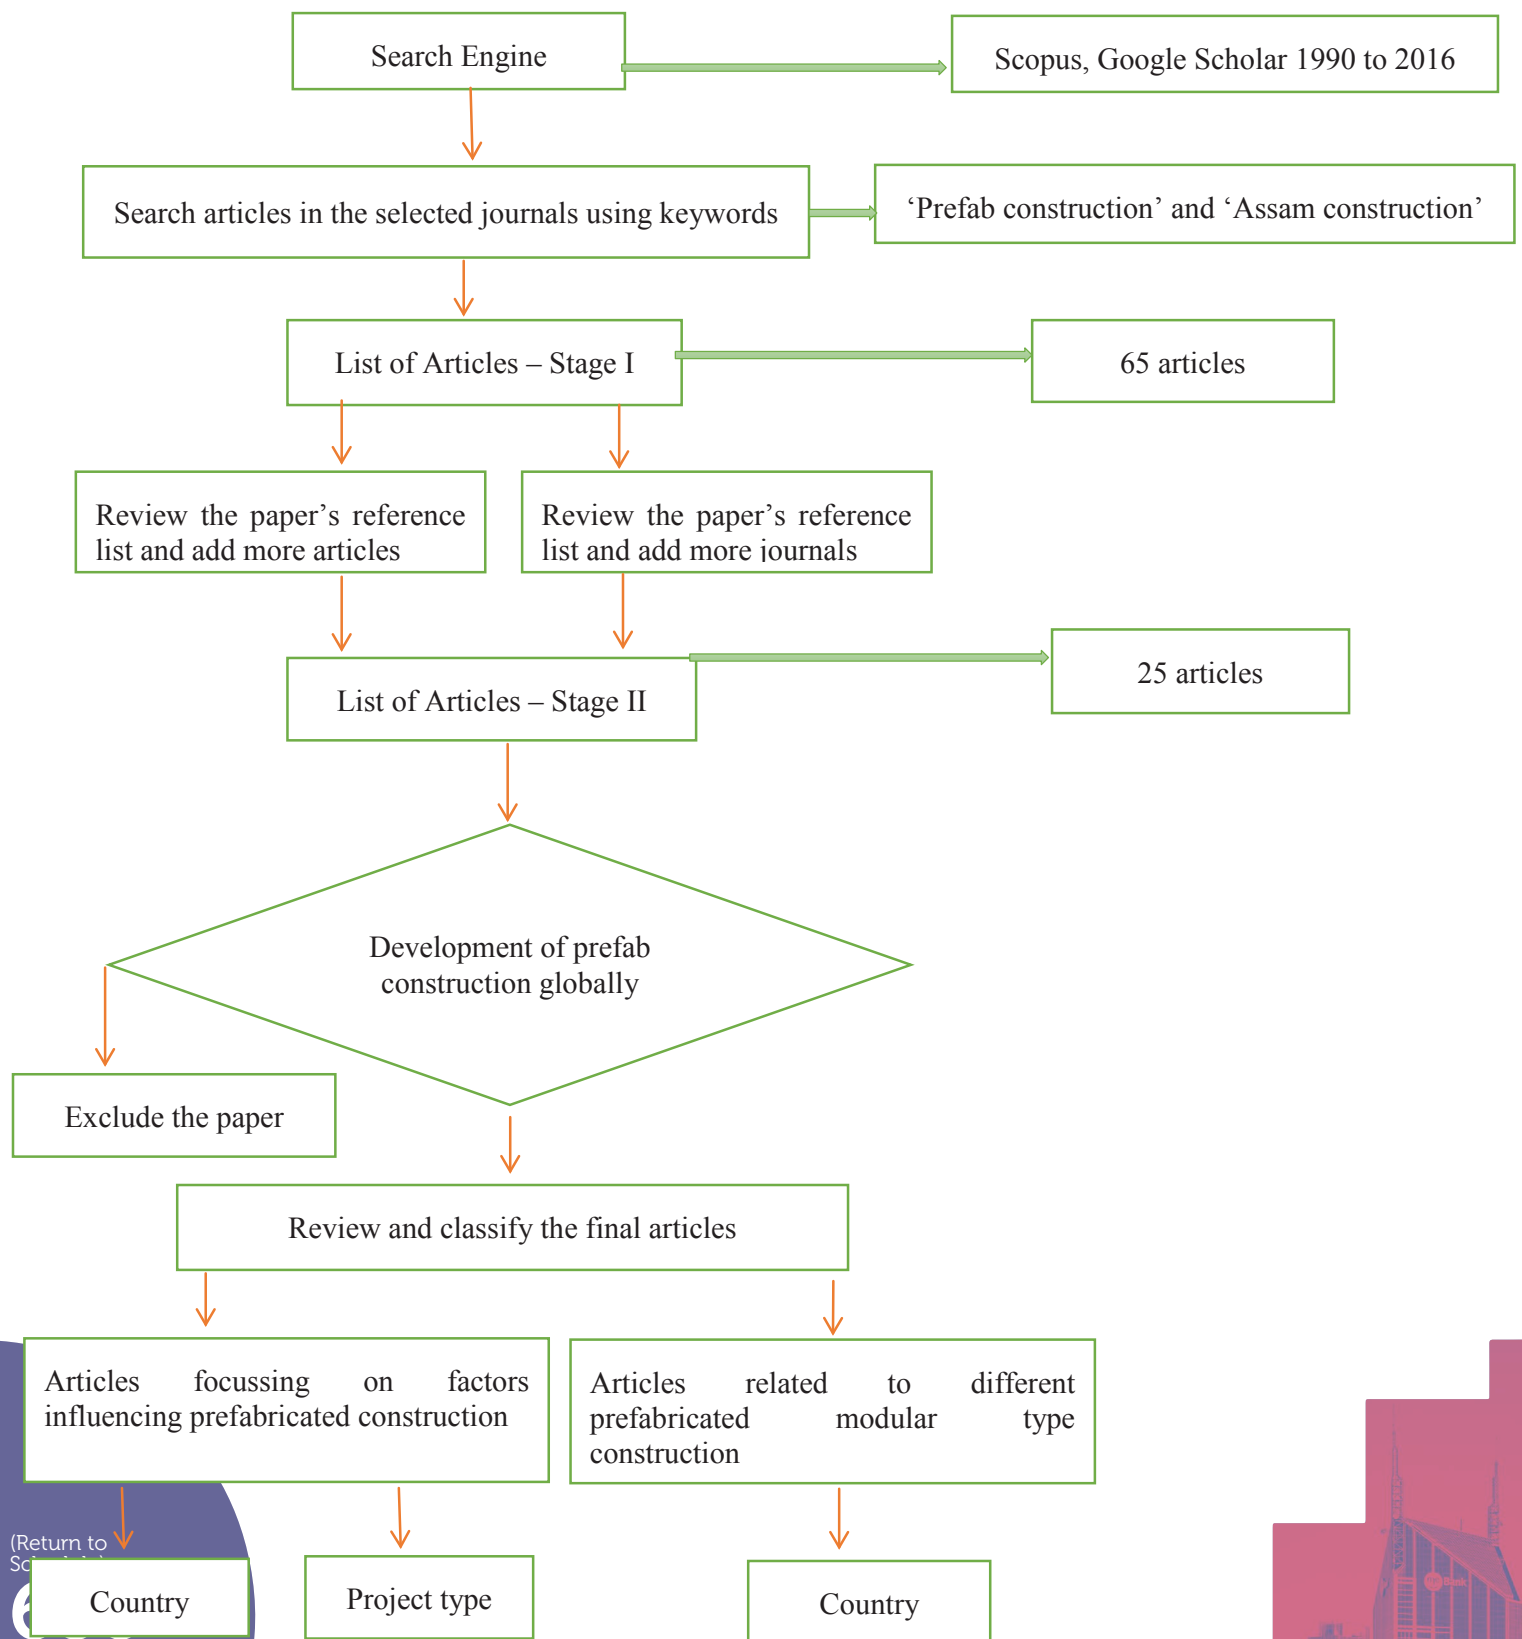 Search Engine
Scopus, Google Scholar 1990 to 2016
Search articles in the selected journals using keywords
‘Prefab construction’ and ‘Assam construction’
List of Articles – Stage I
65 articles
Review the paper’s reference
list and add more articles
Review the paper’s reference
list and add more journals
List of Articles – Stage II
25 articles
Development of prefab
construction globally
Exclude the paper
Review and classify the final articles
Articles focussing on factors
influencing prefabricated construction
Articles related to different
prefabricated modular type
construction
(Return to
Country
Project type
Country
Bank